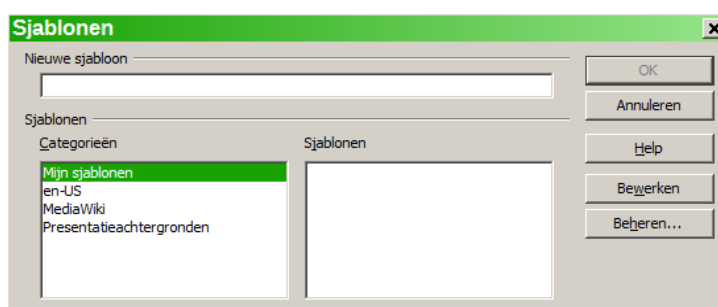 Sjablonen
Nieuwe sjabloon
OK
Annuleren
Sjablonen
Categorieën
Sjablonen
Help
Mijn sjablonen
en-US
MediaWiki
Presentatieachtergronden
Bewerken
Beheren...